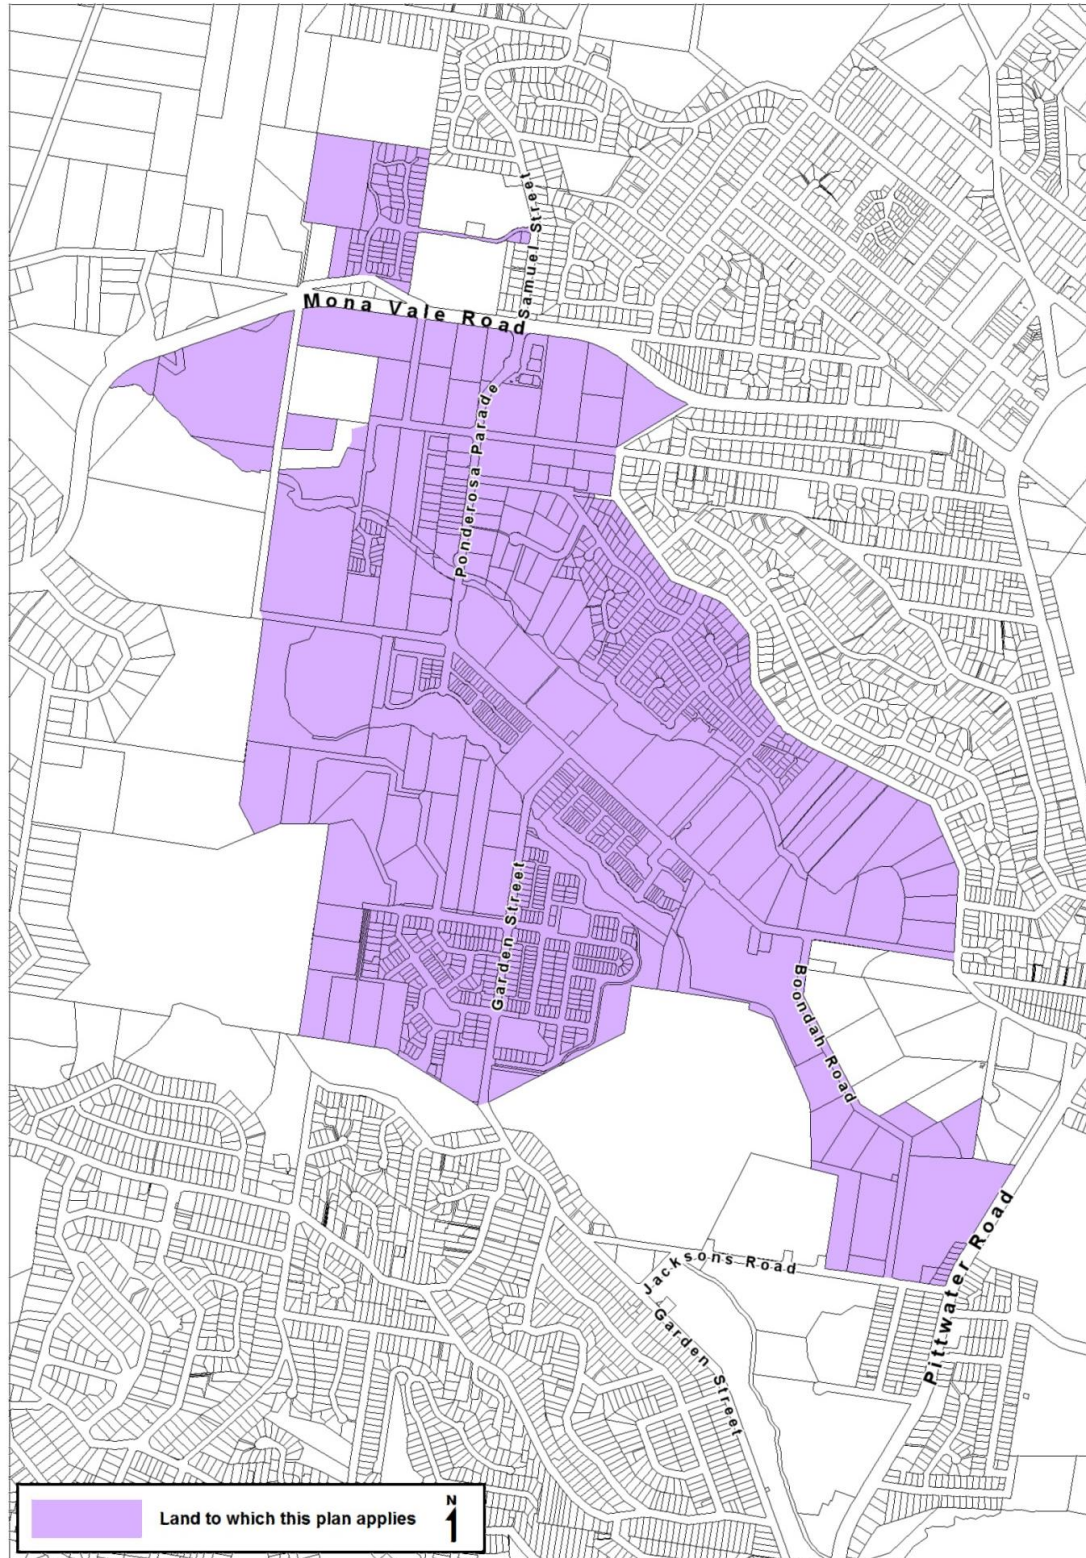 Samuel Street
Mona Vale Road
Ponderosa Parade
Garden Street
Boondah Road
Pittwater Road
Jacksons Road
Garden Street
Land to which this plan applies
N